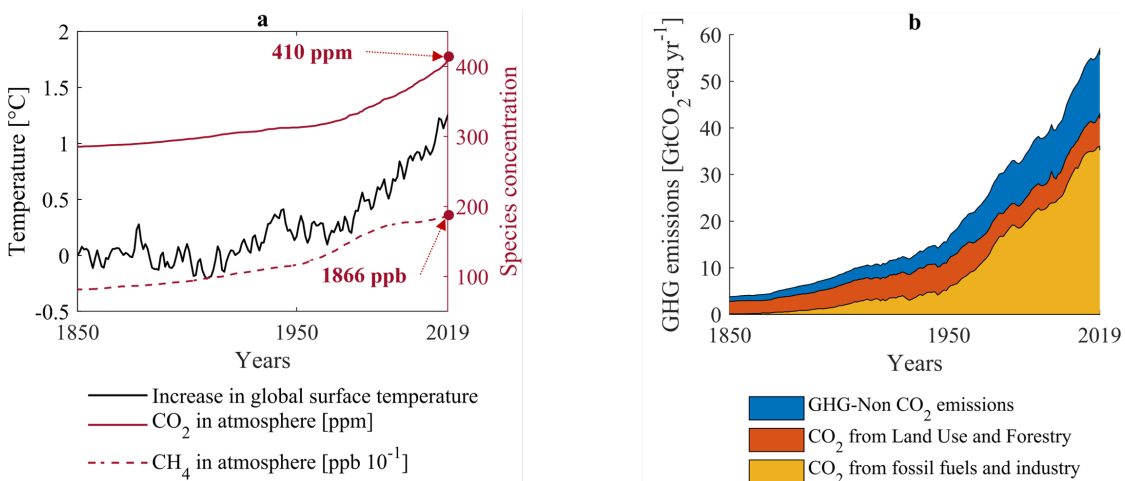 a
2
1.5
1
0.5
0
-0.5
Temperature [°C]
410 ppm
1866 ppb
400
300
200
100
Species concentration
1850
1950
2019
Years
Increase in global surface temperature
CO2 in atmosphere [ppm]
CH4 in atmosphere [ppb 10-1]
b
60
50
40
30
20
10
0
GHG emissions [GtCO2-eq yr-1]
1850
1950
2019
Years
GHG-Non CO2 emissions
CO2 from Land Use and Forestry
CO2 from fossil fuels and industry